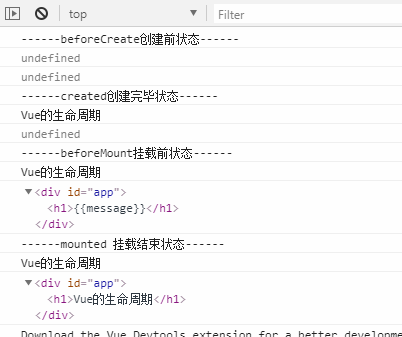 top
Filter
------beforeCreate创建前状态------
undefined
undefined
------created创建完毕状态------
Vue的生命周期
undefined
------beforeMount挂载前状态------
Vue的生命周期
<div id="app">
<h1>{{message}}</h1>
</div>
------mounted 挂载结束状态------
Vue的生命周期
<div id="app">
<h1>Vue的生命周期</h1>
</div>
Download the Vue Devtools extension for a better developme